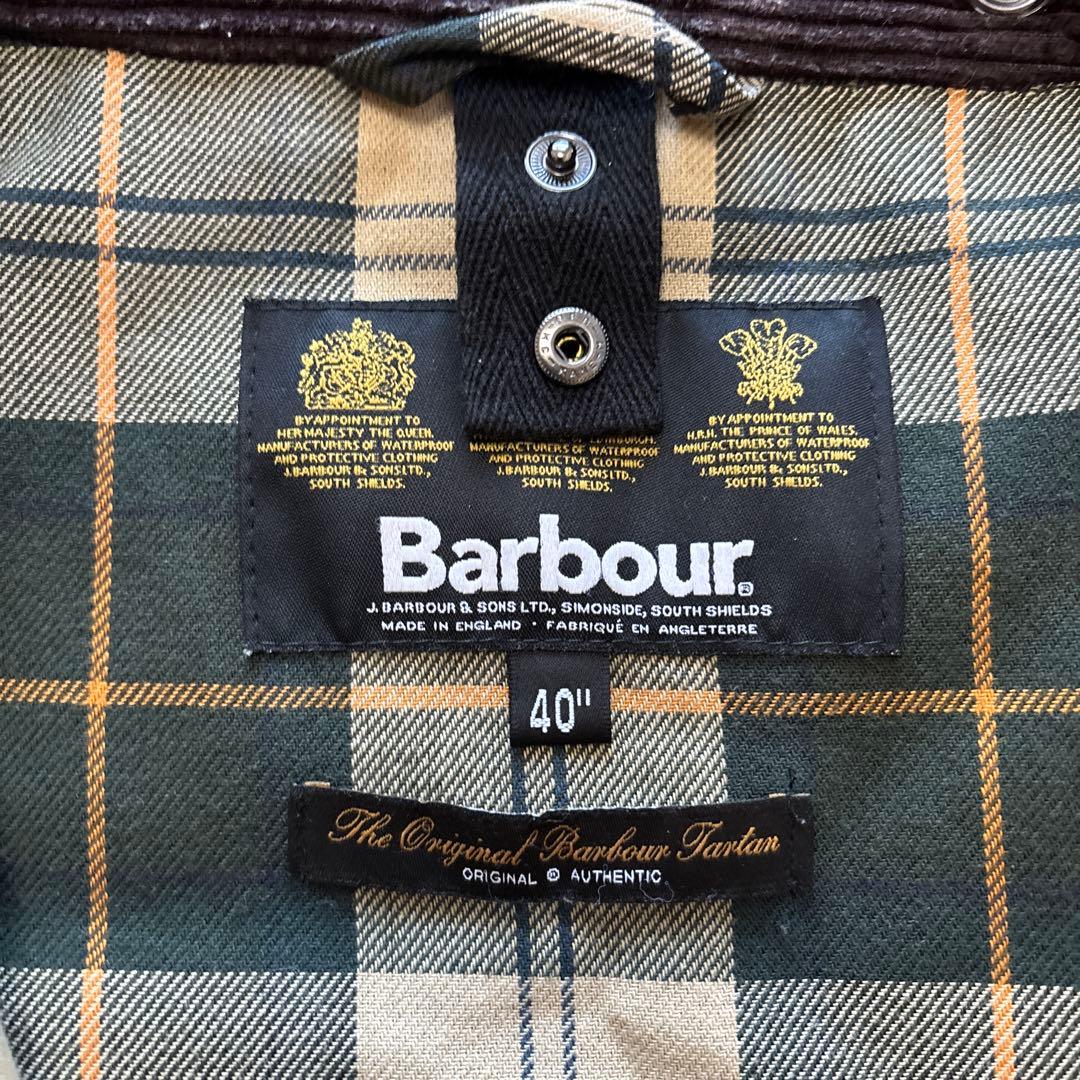 BY APPOINTMENT TO
HER MAJESTY THE QUEEN.
MANUFACTURERS OF WATERPROOF
AND PROTECTIVE CLOTHING
J.BARBOUR & SONS LTD.,
SOUTH SHIELDS.
EDINBURGH.
MANUFACTURERS OF WATERPROOF
AND PROTECTIVE CLOTHING
J.BARBOUR & SONS LTD.,
SOUTH SHIELDS.
BY APPOINTMENT TO
H.R.H. THE PRINCE OF WALES.
MANUFACTURERS OF WATERPROOF
AND PROTECTIVE CLOTHING
J.BARBOUR & SONS LTD.,
SOUTH SHIELDS.
Barbour®
J. BARBOUR & SONS LTD., SIMONSIDE, SOUTH SHIELDS
MADE IN ENGLAND · FABRIQUÉ EN ANGLETERRE
40"
The Original Barbour Tartan
ORIGINAL ® AUTHENTIC